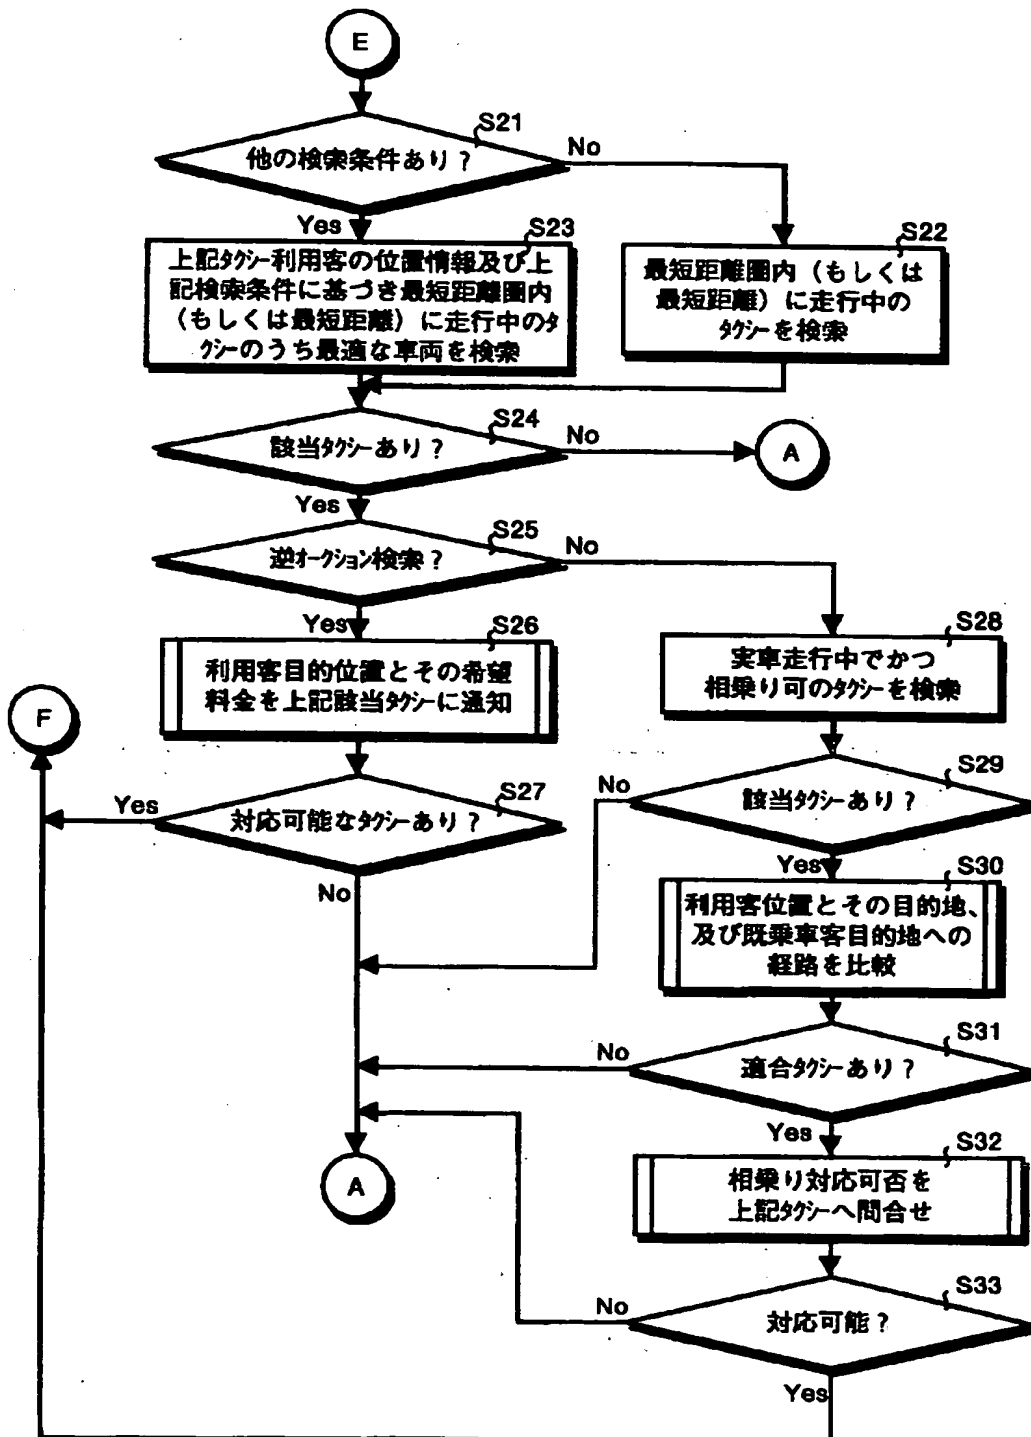 E
S21
他の検索条件あり？
No
Yes
S23
上記タクシー利用客の位置情報及び上
記検索条件に基づき最短距離圏内
（もしくは最短距離）に走行中のタ
クシーのうち最適な車両を検索
S22
最短距離圏内（もしくは
最短距離）に走行中の
タクシーを検索
S24
該当タクシーあり？
No
A
Yes
S25
逆オークション検索？
No
Yes
S26
利用客目的位置とその希望
料金を上記該当タクシーに通知
S28
実車走行中でかつ
相乗り可のタクシーを検索
F
S27
対応可能なタクシーあり？
Yes
No
S29
該当タクシーあり？
No
Yes
S30
利用客位置とその目的地、
及び既乗車客目的地への
経路を比較
S31
適合タクシーあり？
No
Yes
A
S32
相乗り対応可否を
上記タクシーへ問合せ
S33
対応可能？
No
Yes